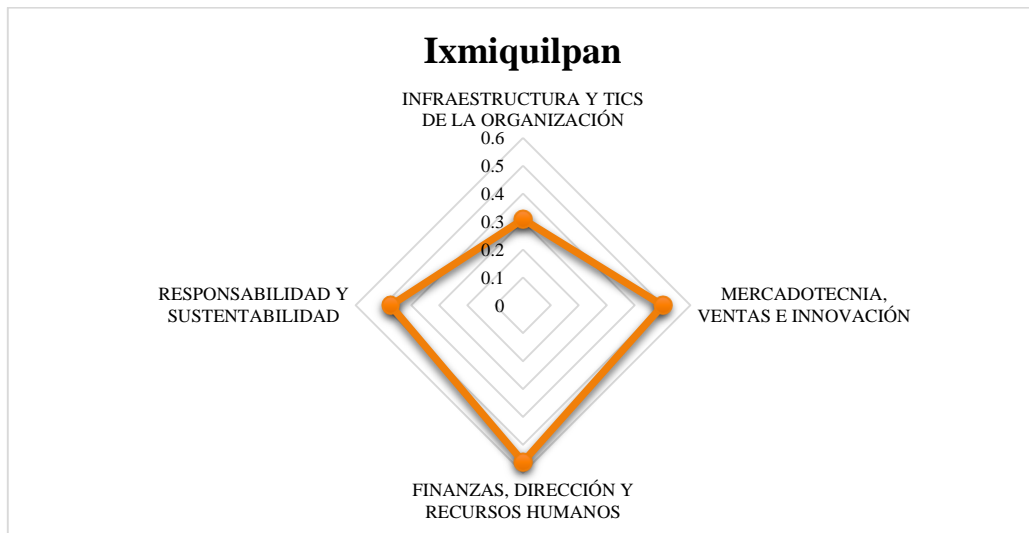 Ixmiquilpan
INFRAESTRUCTURA Y TICS
DE LA ORGANIZACIÓN
0.6
0.5
0.4
0.3
0.2
0.1
0
RESPONSABILIDAD Y
SUSTENTABILIDAD
MERCADOTECNIA,
VENTAS E INNOVACIÓN
FINANZAS, DIRECCIÓN Y
RECURSOS HUMANOS